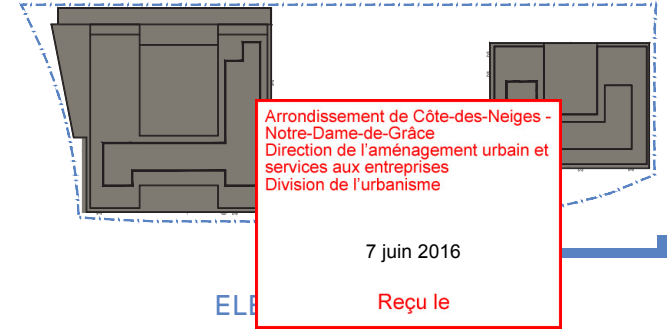 Arrondissement de Côte-des-Neiges -
Notre-Dame-de-Grâce
Direction de l'aménagement urbain et
services aux entreprises
Division de l'urbanisme
7 juin 2016
Reçu le